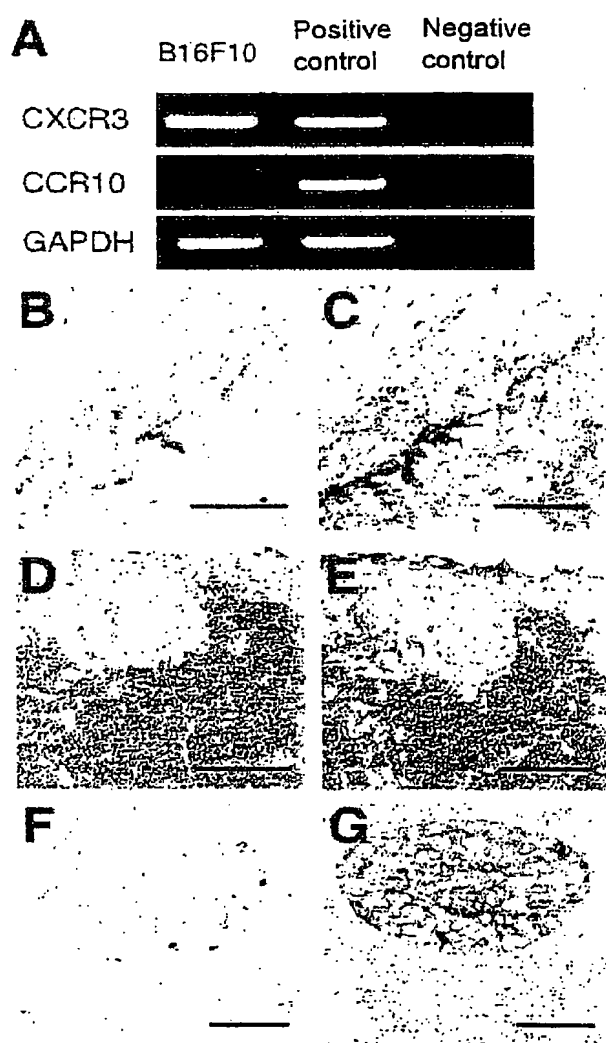 A
B16F10 Positive control Negative control
CXCR3
CCR10
GAPDH
B
C
D
E
F
G